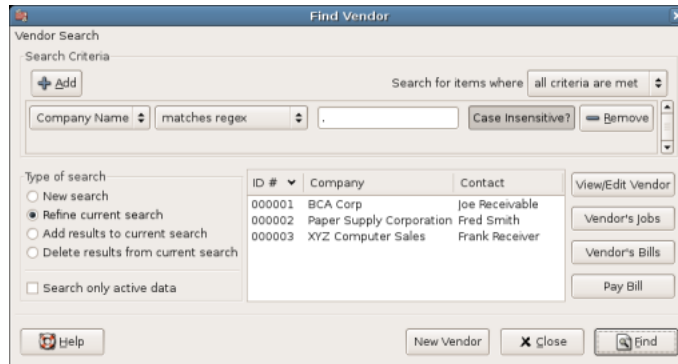 Find Vendor
Vendor Search
Search Criteria
Add
Search for items where all criteria are met
Company Name matches regex . Case Insensitive? Remove
Type of search
New search
Refine current search
Add results to current search
Delete results from current search
Search only active data
ID # Company Contact
000001 BCA Corp Joe Receivable
000002 Paper Supply Corporation Fred Smith
000003 XYZ Computer Sales Frank Receiver
View/Edit Vendor
Vendor's Jobs
Vendor's Bills
Pay Bill
Help New Vendor Close Find